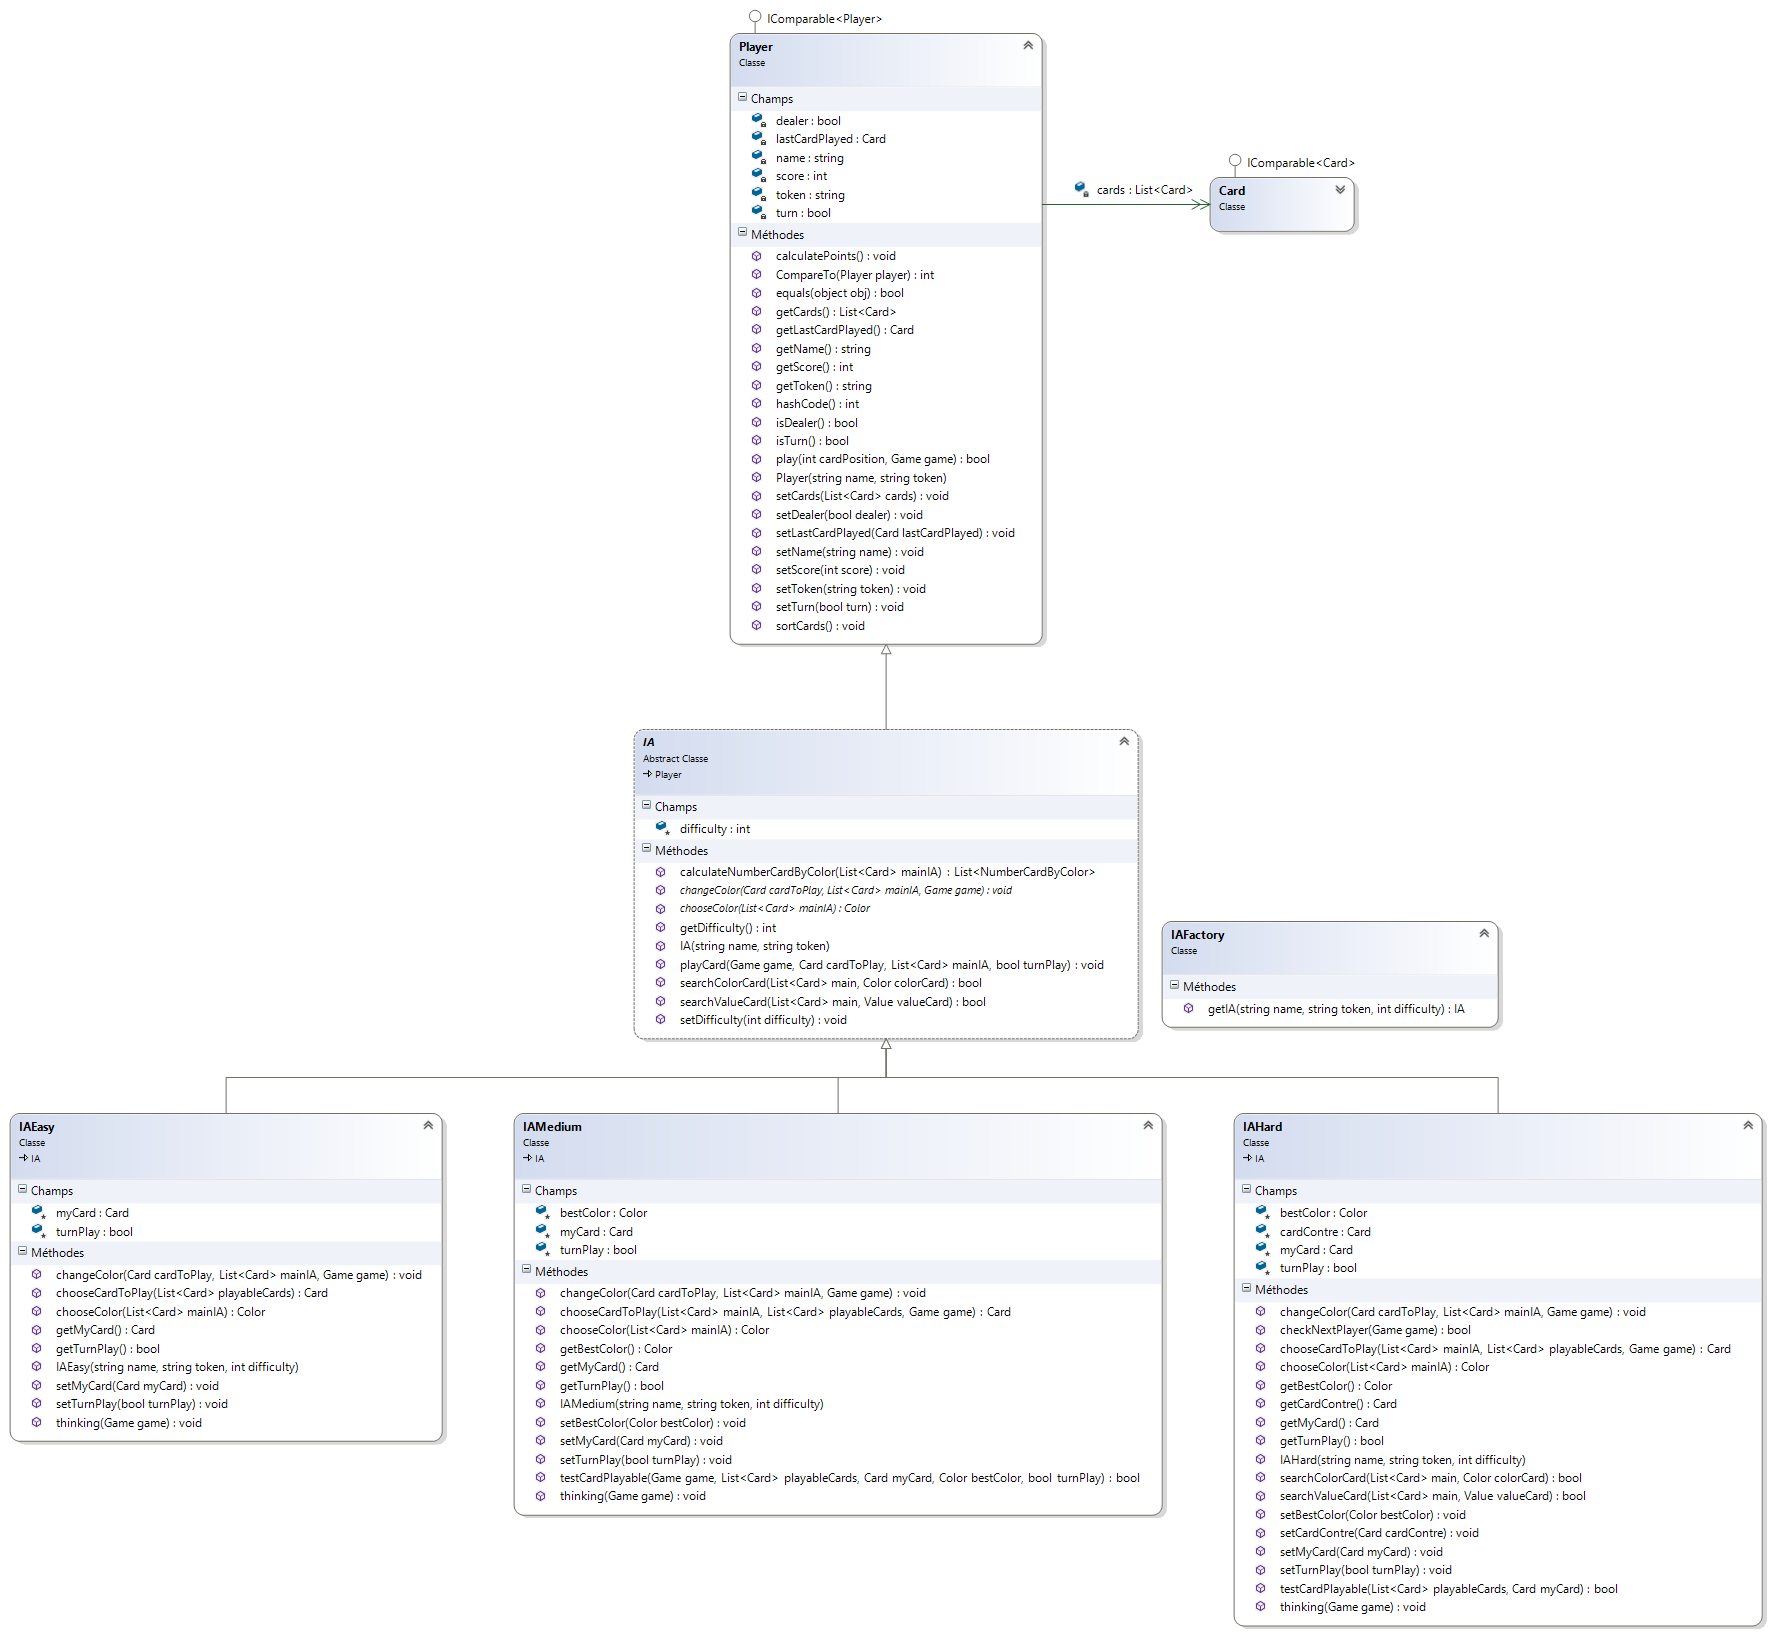 IComparable<Player>
Player
Classe
Champs
dealer : bool
lastCardPlayed : Card
name : string
score : int
token : string
turn : bool
Méthodes
calculatePoints() : void
CompareTo(Player player) : int
equals(object obj) : bool
getCards() : List<Card>
getLastCardPlayed() : Card
getName() : string
getScore() : int
getToken() : string
hashCode() : int
isDealer() : bool
isTurn() : bool
play(int cardPosition, Game game) : bool
Player(string name, string token)
setCards(List<Card> cards) : void
setDealer(bool dealer) : void
setLastCardPlayed(Card lastCardPlayed) : void
setName(string name) : void
setScore(int score) : void
setToken(string token) : void
setTurn(bool turn) : void
sortCards() : void
cards : List<Card>
IComparable<Card>
Card
Classe
IA
Abstract Classe
Player
Champs
difficulty : int
Méthodes
calculateNumberCardByColor(List<Card> mainIA) : List<NumberCardByColor>
changeColor(Card cardToPlay, List<Card> mainIA, Game game) : void
chooseColor(List<Card> mainIA) : Color
getDifficulty() : int
IA(string name, string token)
playCard(Game game, Card cardToPlay, List<Card> mainIA, bool turnPlay) : void
searchColorCard(List<Card> main, Color colorCard) : bool
searchValueCard(List<Card> main, Value valueCard) : bool
setDifficulty(int difficulty) : void
IAFactory
Classe
Méthodes
getIA(string name, string token, int difficulty) : IA
IAEasy
Classe
IA
Champs
myCard : Card
turnPlay : bool
Méthodes
changeColor(Card cardToPlay, List<Card> mainIA, Game game) : void
chooseCardToPlay(List<Card> playableCards) : Card
chooseColor(List<Card> mainIA) : Color
getMyCard() : Card
getTurnPlay() : bool
IAEasy(string name, string token, int difficulty)
setMyCard(Card myCard) : void
setTurnPlay(bool turnPlay) : void
thinking(Game game) : void
IAMedium
Classe
IA
Champs
bestColor : Color
myCard : Card
turnPlay : bool
Méthodes
changeColor(Card cardToPlay, List<Card> mainIA, Game game) : void
chooseCardToPlay(List<Card> mainIA, List<Card> playableCards, Game game) : Card
chooseColor(List<Card> mainIA) : Color
getBestColor() : Color
getMyCard() : Card
getTurnPlay() : bool
IAMedium(string name, string token, int difficulty)
setBestColor(Color bestColor) : void
setMyCard(Card myCard) : void
setTurnPlay(bool turnPlay) : void
testCardPlayable(Game game, List<Card> playableCards, Card myCard, Color bestColor, bool turnPlay) : bool
thinking(Game game) : void
IAHard
Classe
IA
Champs
bestColor : Color
cardContre : Card
myCard : Card
turnPlay : bool
Méthodes
changeColor(Card cardToPlay, List<Card> mainIA, Game game) : void
checkNextPlayer(Game game) : bool
chooseCardToPlay(List<Card> mainIA, List<Card> playableCards, Game game) : Card
chooseColor(List<Card> mainIA) : Color
getBestColor() : Color
getCardContre() : Card
getMyCard() : Card
getTurnPlay() : bool
IAHard(string name, string token, int difficulty)
searchColorCard(List<Card> main, Color colorCard) : bool
searchValueCard(List<Card> main, Value valueCard) : bool
setBestColor(Color bestColor) : void
setCardContre(Card cardContre) : void
setMyCard(Card myCard) : void
setTurnPlay(bool turnPlay) : void
testCardPlayable(List<Card> playableCards, Card myCard) : bool
thinking(Game game) : void